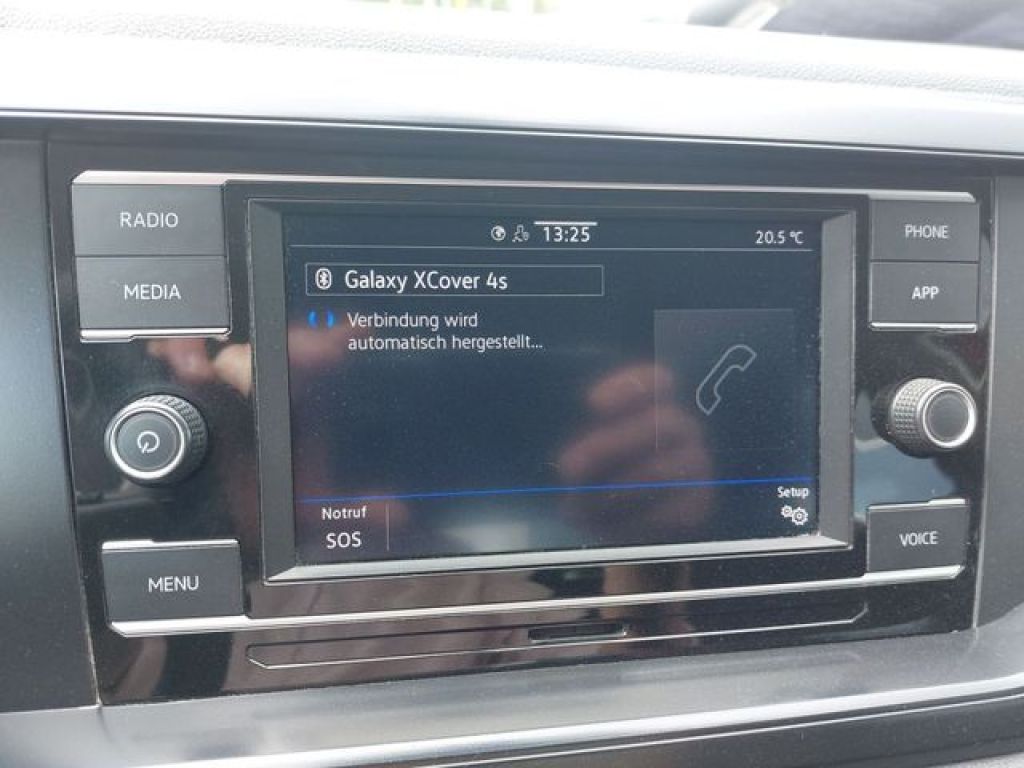 RADIO
MEDIA
MENU
13:25
20.5 °C
Galaxy XCover 4s
Verbindung wird
automatisch hergestellt...
Notruf
SOS
Setup
PHONE
APP
VOICE